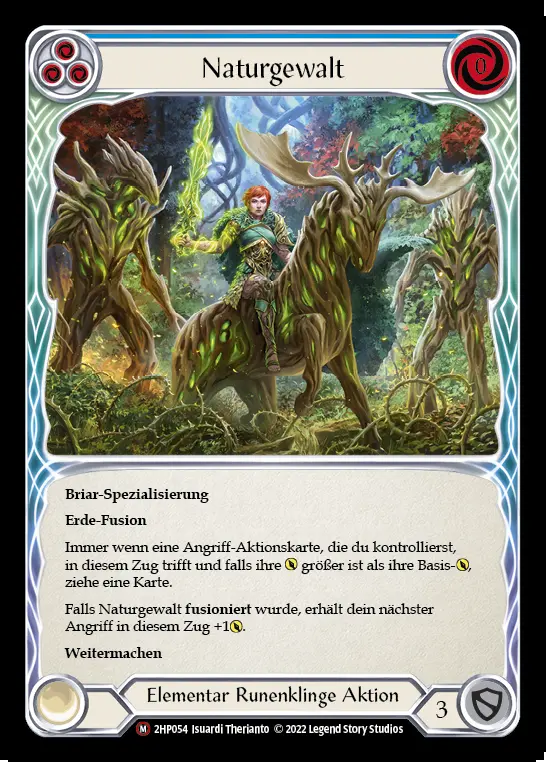 Naturgewalt
0
Briar-Spezialisierung
Erde-Fusion
Immer wenn eine Angriff-Aktionskarte, die du kontrollierst,
in diesem Zug trifft und falls ihre größer ist als ihre Basis-,
ziehe eine Karte.
Falls Naturgewalt fusioniert wurde, erhält dein nächster
Angriff in diesem Zug +1.
Weitermachen
Elementar Runenklinge Aktion
3
M 2HP054 Isuardi Therianto © 2022 Legend Story Studios